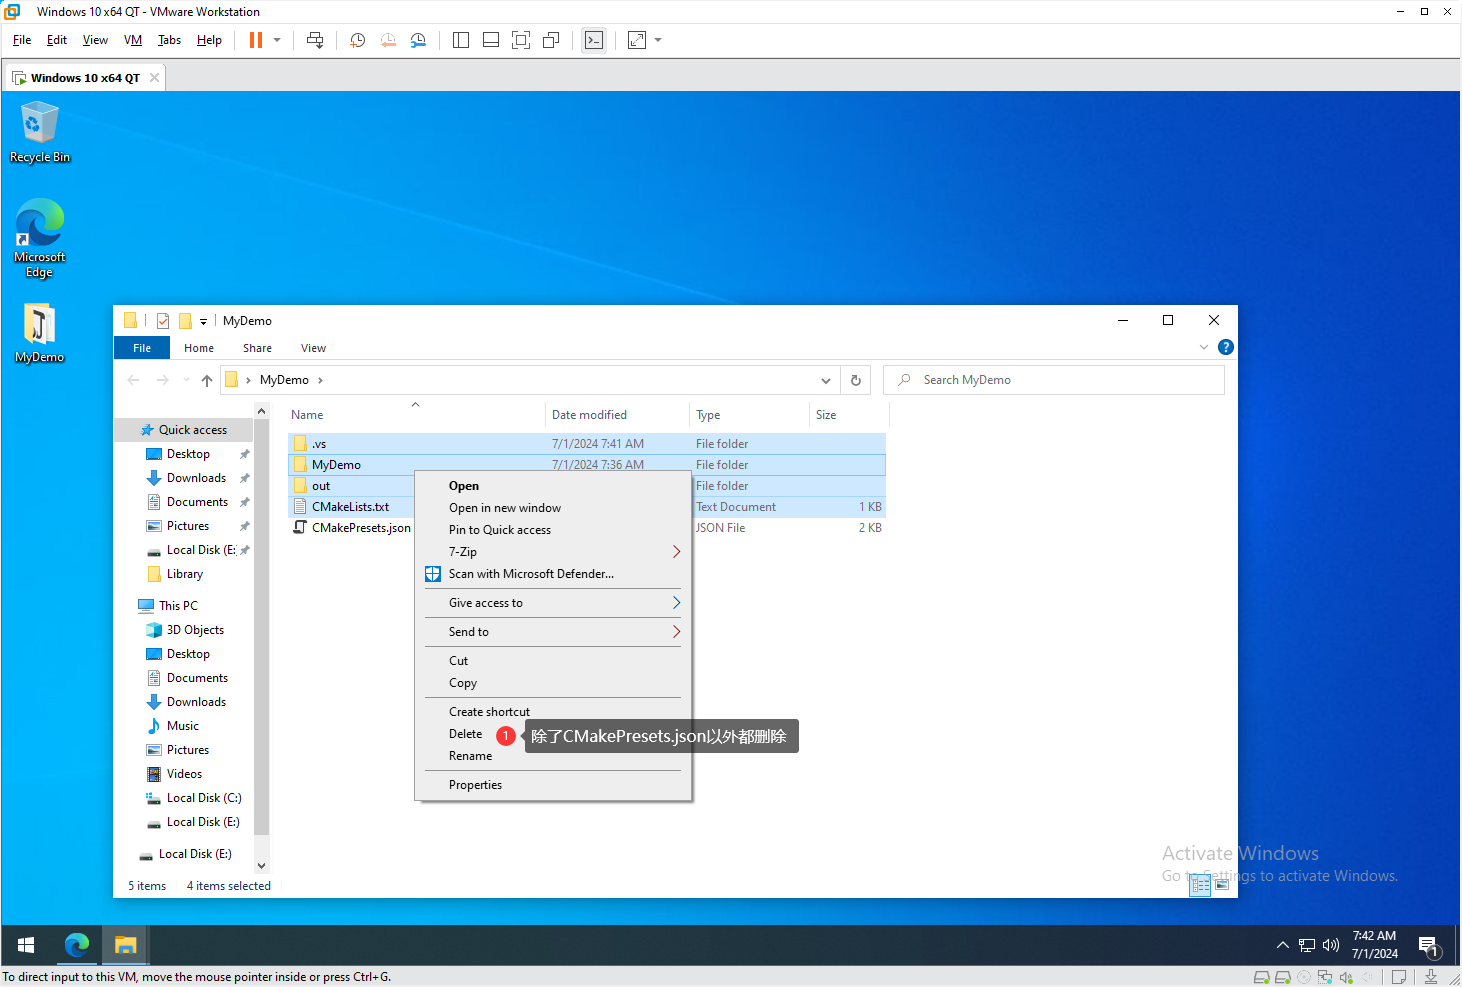 Windows 10 x64 QT - VMware Workstation
File Edit View VM Tabs Help
Windows 10 x64 QT
Recycle Bin
Microsoft
Edge
MyDemo
MyDemo
File Home Share View
MyDemo
Search MyDemo
Name Date modified Type Size
.vs 7/1/2024 7:41 AM File folder
MyDemo 7/1/2024 7:36 AM File folder
out File folder
CMakeLists.txt Text Document 1 KB
CMakePresets.json JSON File 2 KB
Quick access
Desktop
Downloads
Documents
Pictures
Local Disk (E:
Library
This PC
3D Objects
Desktop
Documents
Downloads
Music
Pictures
Videos
Local Disk (C:)
Local Disk (E:)
Local Disk (E:)
Open
Open in new window
Pin to Quick access
7-Zip
Scan with Microsoft Defender...
Give access to
Send to
Cut
Copy
Create shortcut
Delete
1 除了CMakePresets.json以外都删除
Rename
Properties
5 items 4 items selected
Activate Windows
Go to Settings to activate Windows.
7:42 AM
7/1/2024
1
To direct input to this VM, move the mouse pointer inside or press Ctrl+G.